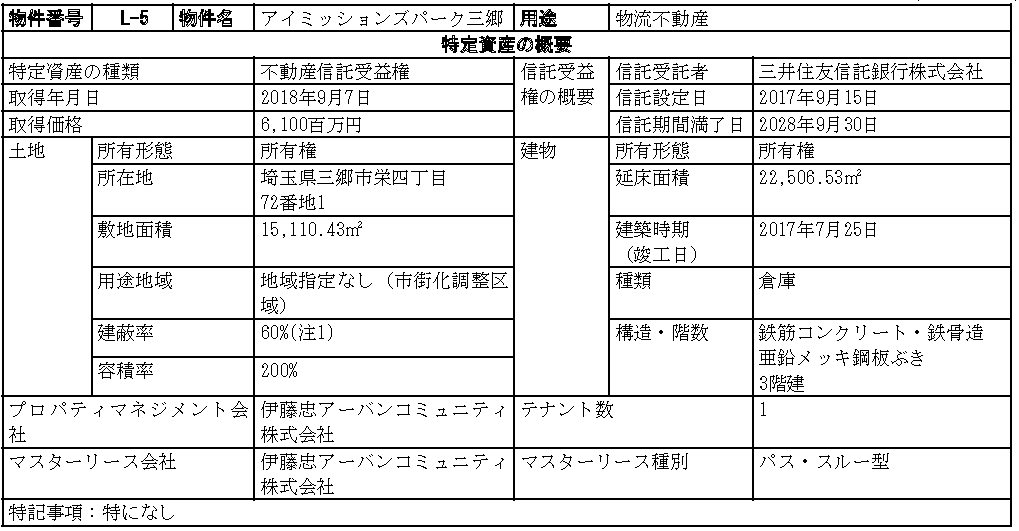 物件番号 L-5 物件名 アイミッションズパーク三郷 用途 物流不動産
特定資産の概要
特定資産の種類 不動産信託受益権 信託受益 信託受託者 三井住友信託銀行株式会社
取得年月日 2018年9月7日 権の概要 信託設定日 2017年9月15日
取得価格 6,100百万円 信託期間満了日 2028年9月30日
土地 所有形態 所有権 建物 所有形態 所有権
所在地 埼玉県三郷市栄四丁目 延床面積 22,506.53㎡
72番地1
敷地面積 15,110.43㎡ 建築時期 2017年7月25日
（竣工日）
用途地域 地域指定なし（市街化調整区 種類 倉庫
域）
建蔽率 60%(注1) 構造・階数 鉄筋コンクリート・鉄骨造
亜鉛メッキ鋼板ぶき
容積率 200% 3階建
プロパティマネジメント会 伊藤忠アーバンコミュニティ テナント数 1
社 株式会社
マスターリース会社 伊藤忠アーバンコミュニティ マスターリース種別 パス・スルー型
株式会社
特記事項：特になし